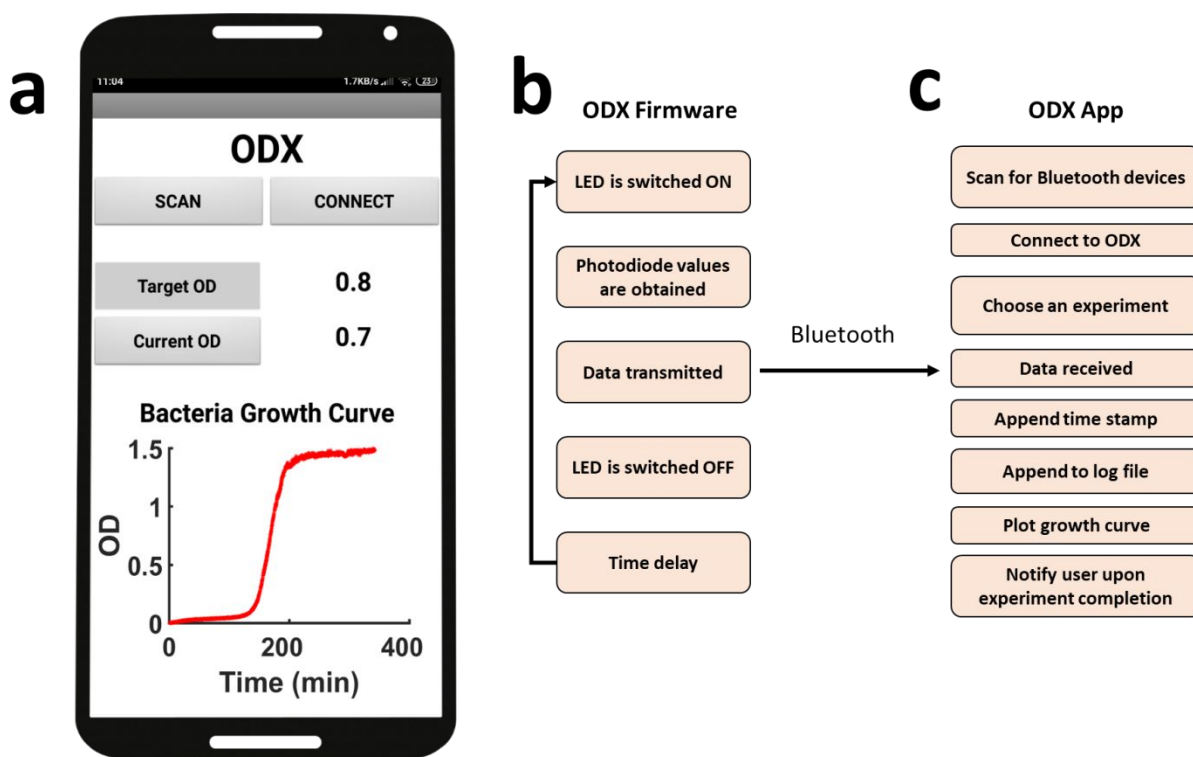 a
11:04 1.7KB/s 23
ODX
SCAN CONNECT
Target OD 0.8
Current OD 0.7
Bacteria Growth Curve
1.5
1
0.5
0
OD
0 200 400
Time (min)
b
ODX Firmware
LED is switched ON
Photodiode values
are obtained
Data transmitted
LED is switched OFF
Time delay
Bluetooth
c
ODX App
Scan for Bluetooth devices
Connect to ODX
Choose an experiment
Data received
Append time stamp
Append to log file
Plot growth curve
Notify user upon
experiment completion